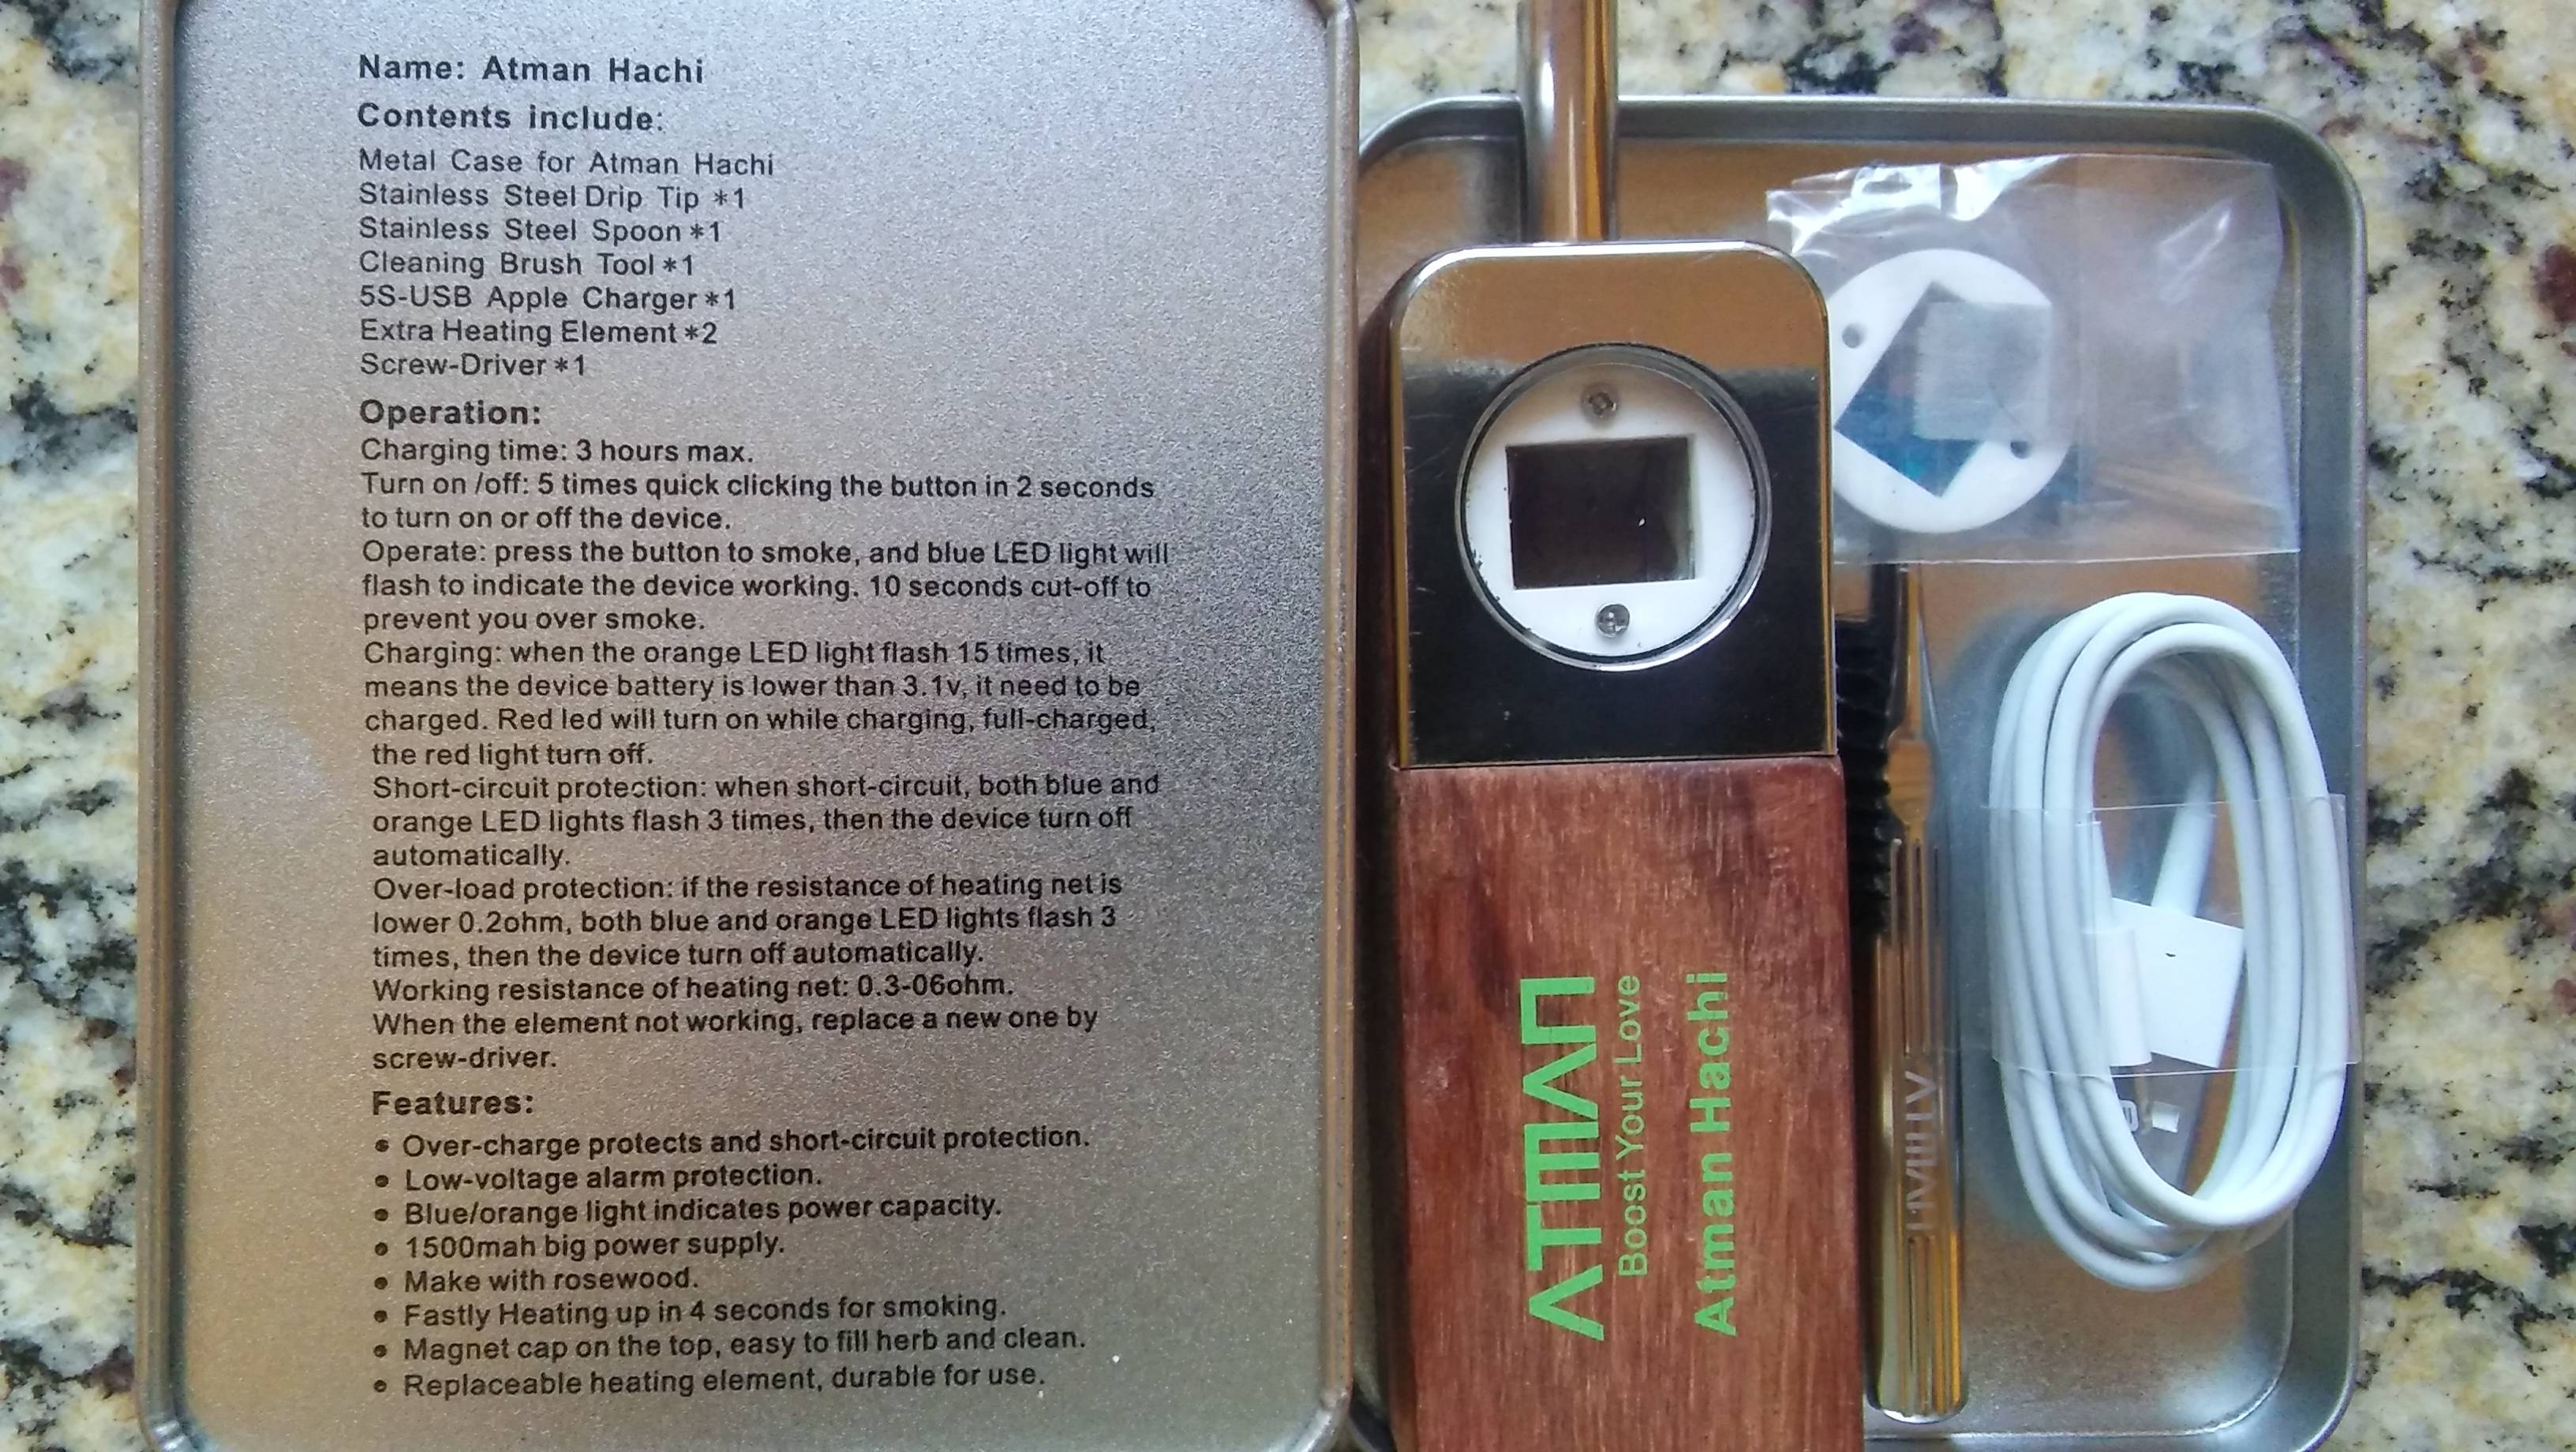 Name: Atman Hachi
Contents include:
Metal Case for Atman Hachi
Stainless Steel Drip Tip *1
Stainless Steel Spoon *1
Cleaning Brush Tool *1
5S-USB Apple Charger *1
Extra Heating Element *2
Screw-Driver *1
Operation:
Charging time: 3 hours max.
Turn on /off: 5 times quick clicking the button in 2 seconds
to turn on or off the device.
Operate: press the button to smoke, and blue LED light will
flash to indicate the device working. 10 seconds cut-off to
prevent you over smoke.
Charging: when the orange LED light flash 15 times, it
means the device battery is lower than 3.1v, it need to be
charged. Red led will turn on while charging, full-charged,
the red light turn off.
Short-circuit protection: when short-circuit, both blue and
orange LED lights flash 3 times, then the device turn off
automatically.
Over-load protection: if the resistance of heating net is
lower 0.2ohm, both blue and orange LED lights flash 3
times, then the device turn off automatically.
Working resistance of heating net: 0.3-06ohm.
When the element not working, replace a new one by
screw-driver.
Features:
• Over-charge protects and short-circuit protection.
• Low-voltage alarm protection.
• Blue/orange light indicates power capacity.
• 1500mah big power supply.
• Make with rosewood.
• Fastly Heating up in 4 seconds for smoking.
• Magnet cap on the top, easy to fill herb and clean.
• Replaceable heating element, durable for use.
ATMAN
Boost Your Love
Atman Hachi